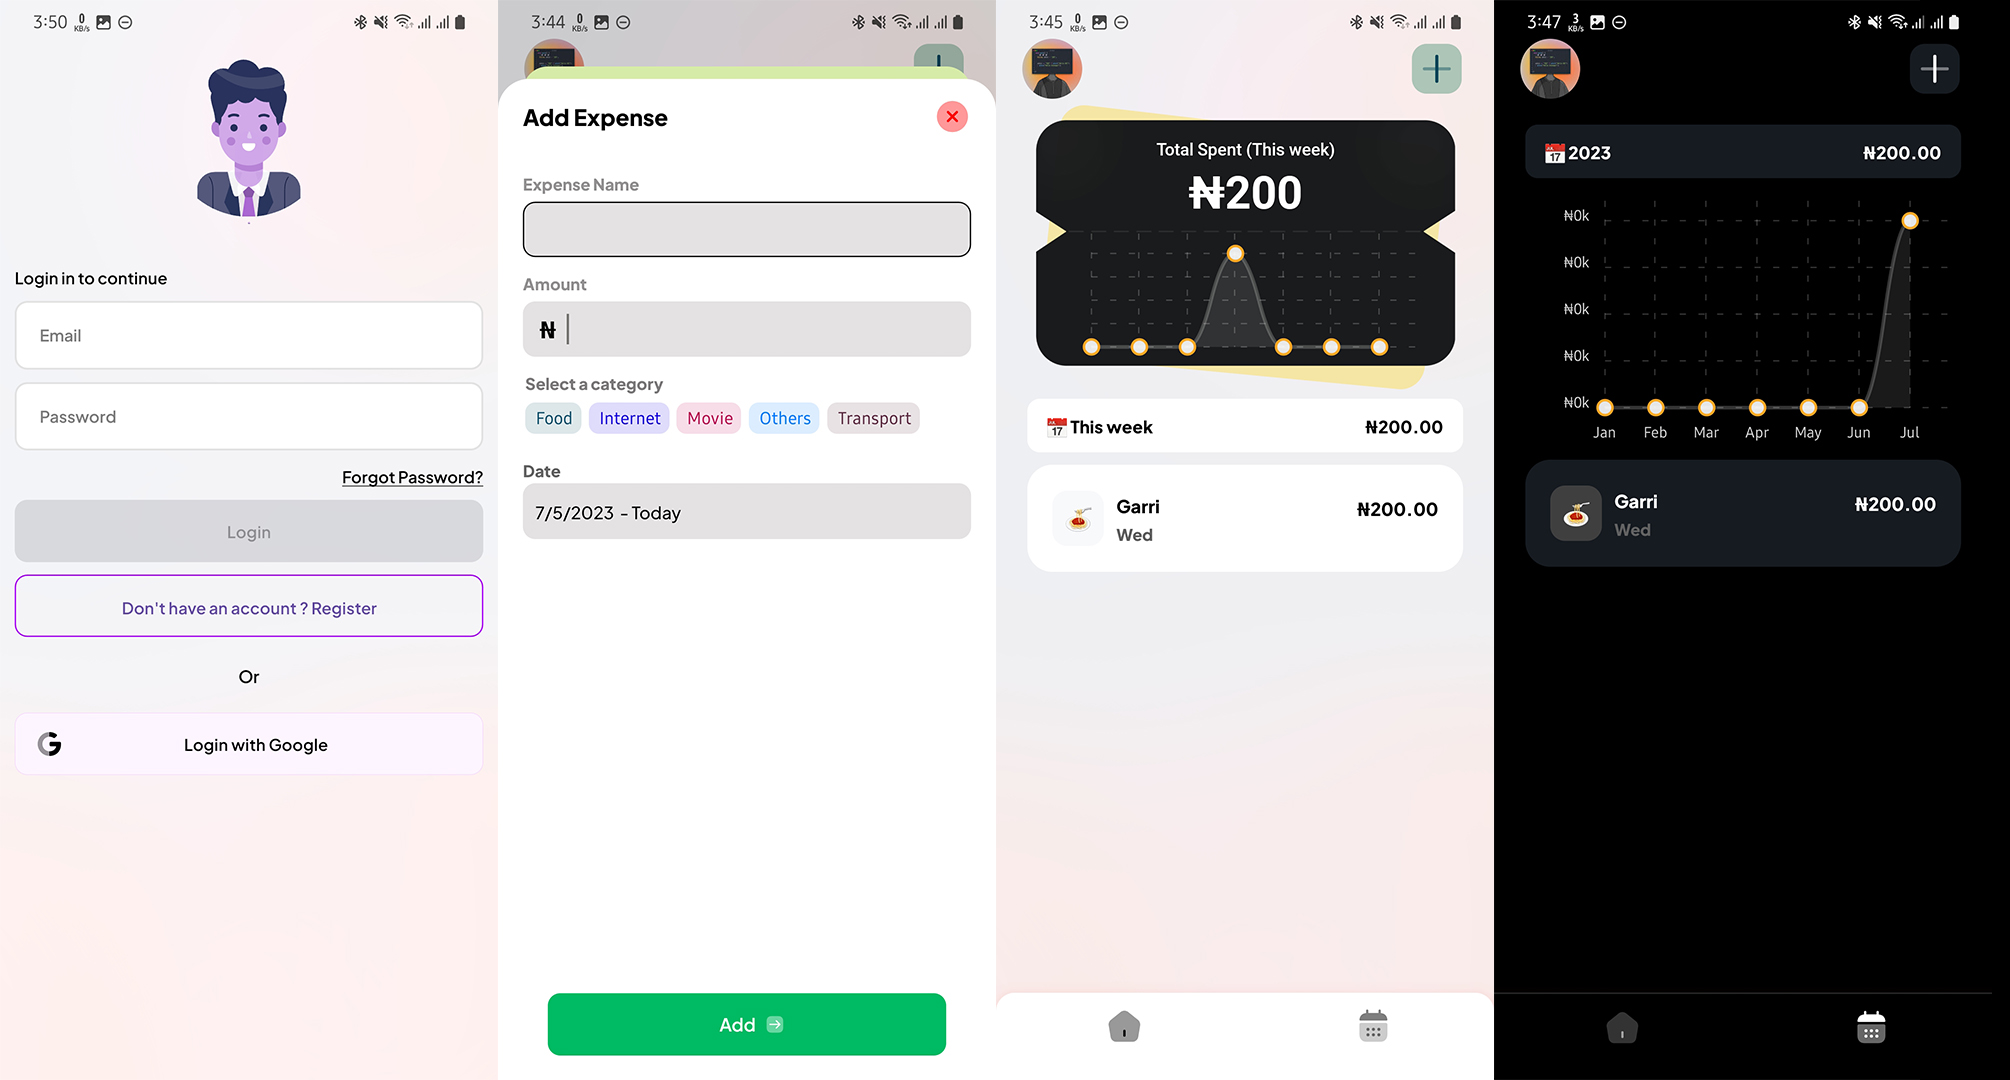 3:50 0 KB/s
Login in to continue
Email
Password
Forgot Password?
Login
Don't have an account ? Register
Or
Login with Google
3:44 0 KB/s
Add Expense
Expense Name
Amount
₦
Select a category
Food Internet Movie Others Transport
Date
7/5/2023 - Today
Add
3:45 0 KB/s
Total Spent (This week)
₦200
17 This week ₦200.00
Garri ₦200.00
Wed
3:47 3 KB/s
17 2023 ₦200.00
₦0k
₦0k
₦0k
₦0k
₦0k
Jan Feb Mar Apr May Jun Jul
Garri ₦200.00
Wed